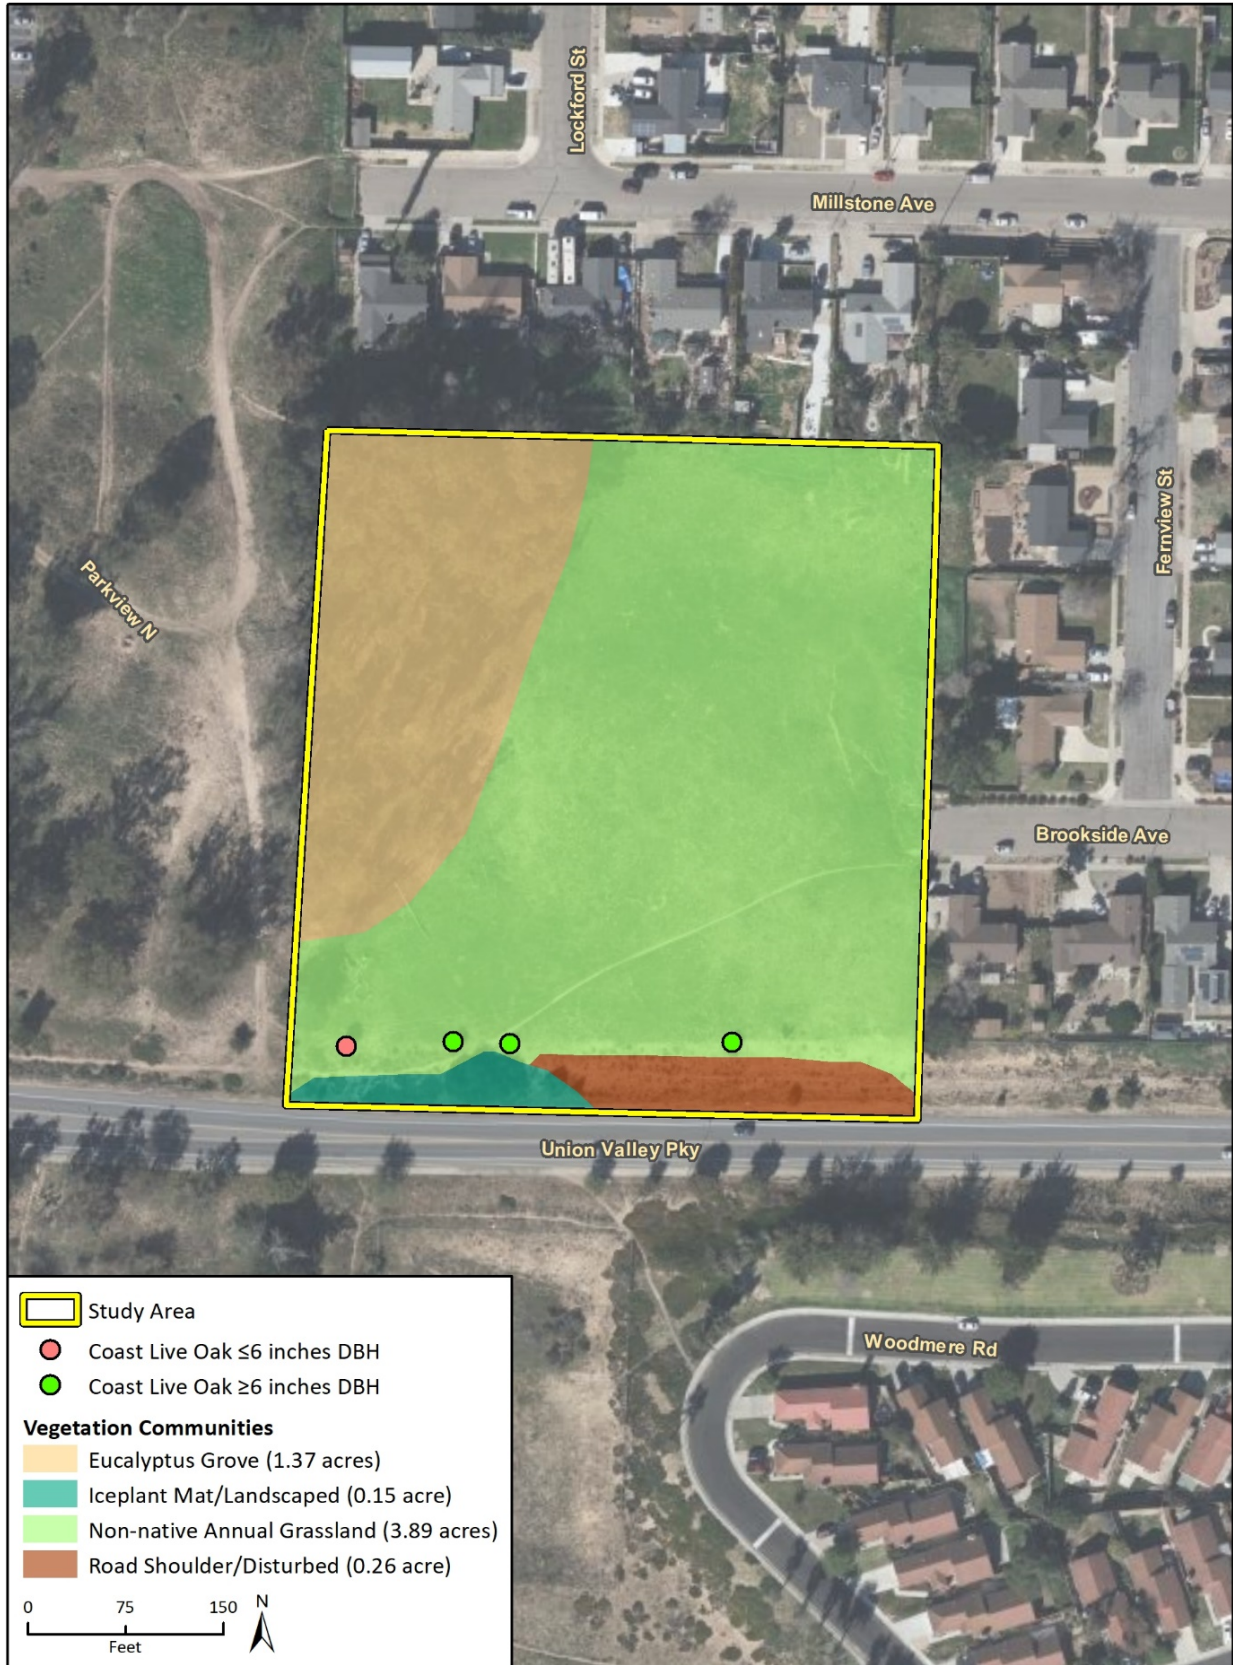 Lockford St
Millstone Ave
Fernview St
Parkview N
Brookside Ave
Union Valley Pky
Woodmere Rd
Study Area
Coast Live Oak ≤6 inches DBH
Coast Live Oak ≥6 inches DBH
Vegetation Communities
Eucalyptus Grove (1.37 acres)
Iceplant Mat/Landscaped (0.15 acre)
Non-native Annual Grassland (3.89 acres)
Road Shoulder/Disturbed (0.26 acre)
0 75 150
Feet
N